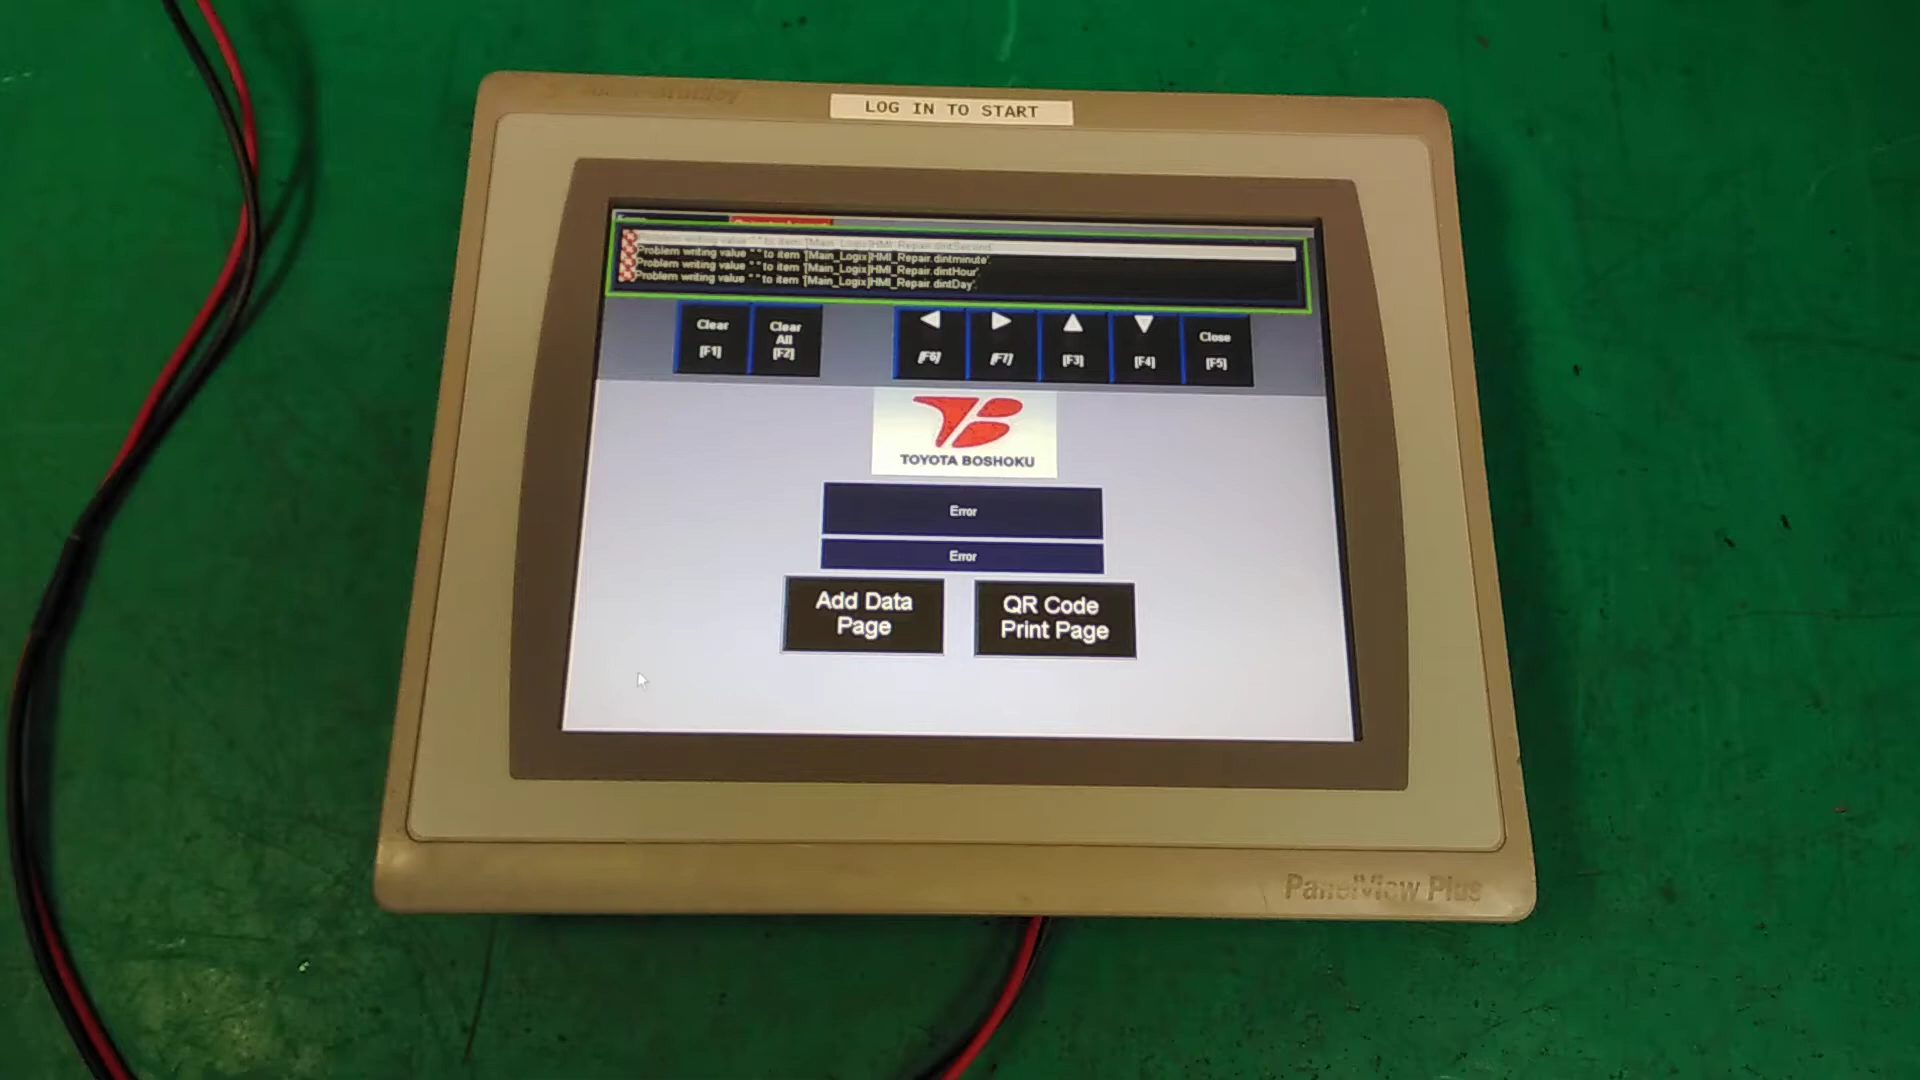 LOG IN TO START
Problem writing value " " to item '[Main_Logix]HMI_Repair.dintSecond
Problem writing value " " to item '[Main_Logix]HMI_Repair.dintminute'.
Problem writing value " " to item '[Main_Logix]HMI_Repair.dintHour'.
Problem writing value " " to item '[Main_Logix]HMI_Repair.dintDay'.
Clear
[F1]
Clear
All
[F2]
[F6]
[F7]
[F3]
[F4]
Close
[F5]
TOYOTA BOSHOKU
Error
Error
Add Data
Page
QR Code
Print Page
PanelView Plus